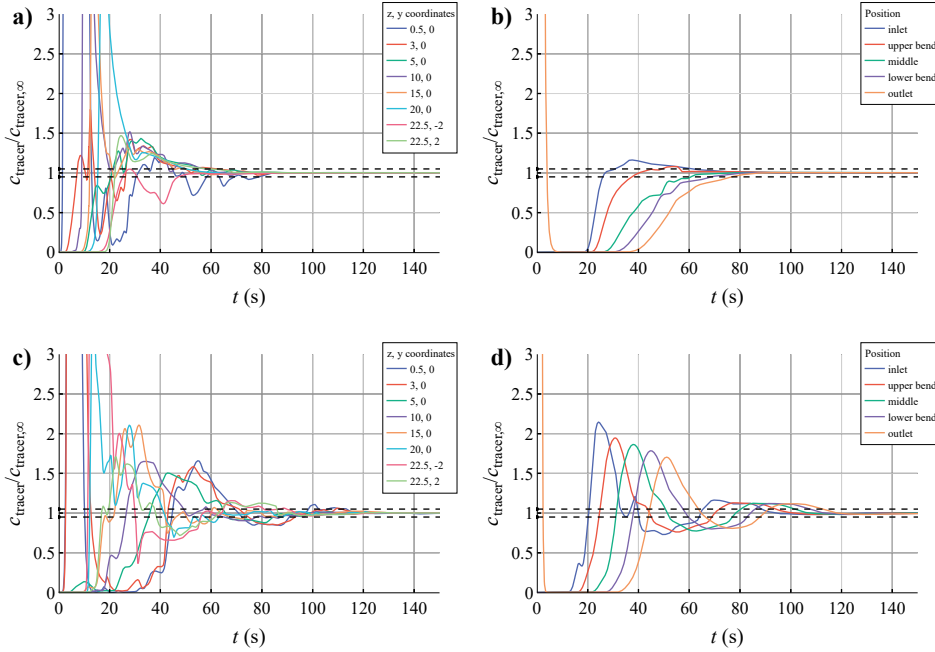 a)
3
2.5
2
1.5
1
0.5
0
c_tracer/c_tracer,∞
0 20 40 60 80 100 120 140
t (s)
z, y coordinates
0.5, 0
3, 0
5, 0
10, 0
15, 0
20, 0
22.5, -2
22.5, 2
b)
3
2.5
2
1.5
1
0.5
0
c_tracer/c_tracer,∞
0 20 40 60 80 100 120 140
t (s)
Position
inlet
upper bend
middle
lower bend
outlet
c)
3
2.5
2
1.5
1
0.5
0
c_tracer/c_tracer,∞
0 20 40 60 80 100 120 140
t (s)
z, y coordinates
0.5, 0
3, 0
5, 0
10, 0
15, 0
20, 0
22.5, -2
22.5, 2
d)
3
2.5
2
1.5
1
0.5
0
c_tracer/c_tracer,∞
0 20 40 60 80 100 120 140
t (s)
Position
inlet
upper bend
middle
lower bend
outlet